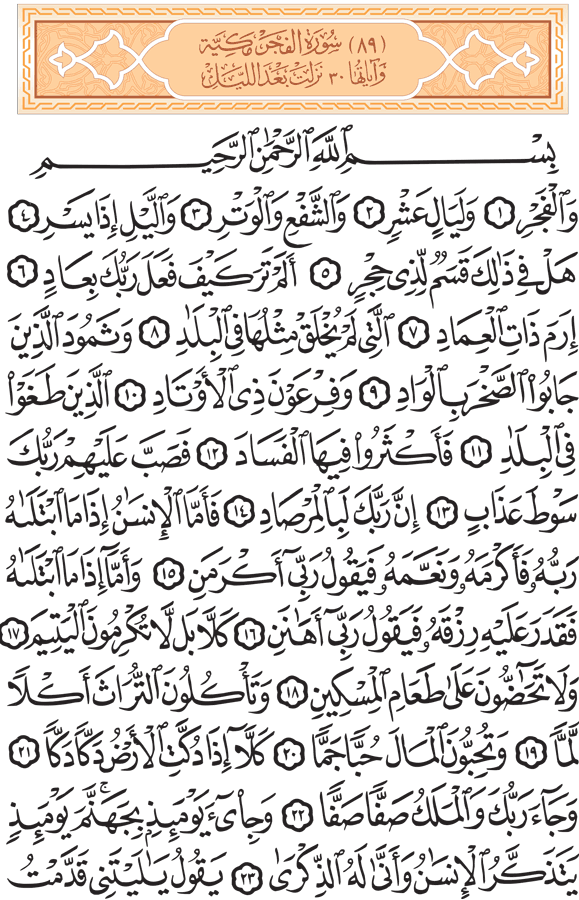 (٨٩) سُورَةُ الفَجْرِ مَكِّيَّة
وَآيَاتُهَا ٣٠ نَزَلَتْ بَعْدَ اللَّيْلِ
بِسْمِ ٱللَّهِ ٱلرَّحْمَٰنِ ٱلرَّحِيمِ
وَٱلْفَجْرِ ١ وَلَيَالٍ عَشْرٍ ٢ وَٱلشَّفْعِ وَٱلْوَتْرِ ٣ وَٱلَّيْلِ إِذَا يَسْرِ ٤
هَلْ فِى ذَٰلِكَ قَسَمٌ لِّذِى حِجْرٍ ٥ أَلَمْ تَرَ كَيْفَ فَعَلَ رَبُّكَ بِعَادٍ ٦
إِرَمَ ذَاتِ ٱلْعِمَادِ ٧ ٱلَّتِى لَمْ يُخْلَقْ مِثْلُهَا فِى ٱلْبِلَٰدِ ٨ وَثَمُودَ ٱلَّذِينَ
جَابُوا۟ ٱلصَّخْرَ بِٱلْوَادِ ٩ وَفِرْعَوْنَ ذِى ٱلْأَوْتَادِ ١٠ ٱلَّذِينَ طَغَوْا۟
فِى ٱلْبِلَٰدِ ١١ فَأَكْثَرُوا۟ فِيهَا ٱلْفَسَادَ ١٢ فَصَبَّ عَلَيْهِمْ رَبُّكَ
سَوْطَ عَذَابٍ ١٣ إِنَّ رَبَّكَ لَبِٱلْمِرْصَادِ ١٤ فَأَمَّا ٱلْإِنسَٰنُ إِذَا مَا ٱبْتَلَىٰهُ
رَبُّهُۥ فَأَكْرَمَهُۥ وَنَعَّمَهُۥ فَيَقُولُ رَبِّىٓ أَكْرَمَنِ ١٥ وَأَمَّآ إِذَا مَا ٱبْتَلَىٰهُ
فَقَدَرَ عَلَيْهِ رِزْقَهُۥ فَيَقُولُ رَبِّىٓ أَهَٰنَنِ ١٦ كَلَّا بَل لَّا تُكْرِمُونَ ٱلْيَتِيمَ ١٧
وَلَا تَحَٰٓضُّونَ عَلَىٰ طَعَامِ ٱلْمِسْكِينِ ١٨ وَتَأْكُلُونَ ٱلتُّرَاثَ أَكْلًا
لَّمًّا ١٩ وَتُحِبُّونَ ٱلْمَالَ حُبًّا جَمًّا ٢٠ كَلَّآ إِذَا دُكَّتِ ٱلْأَرْضُ دَكًّا دَكًّا ٢١
وَجَآءَ رَبُّكَ وَٱلْمَلَكُ صَفًّا صَفًّا ٢٢ وَجِا۟ىٓءَ يَوْمَئِذٍۭ بِجَهَنَّمَ ۚ يَوْمَئِذٍ
يَتَذَكَّرُ ٱلْإِنسَٰنُ وَأَنَّىٰ لَهُ ٱلذِّكْرَىٰ ٢٣ يَقُولُ يَٰلَيْتَنِى قَدَّمْتُ